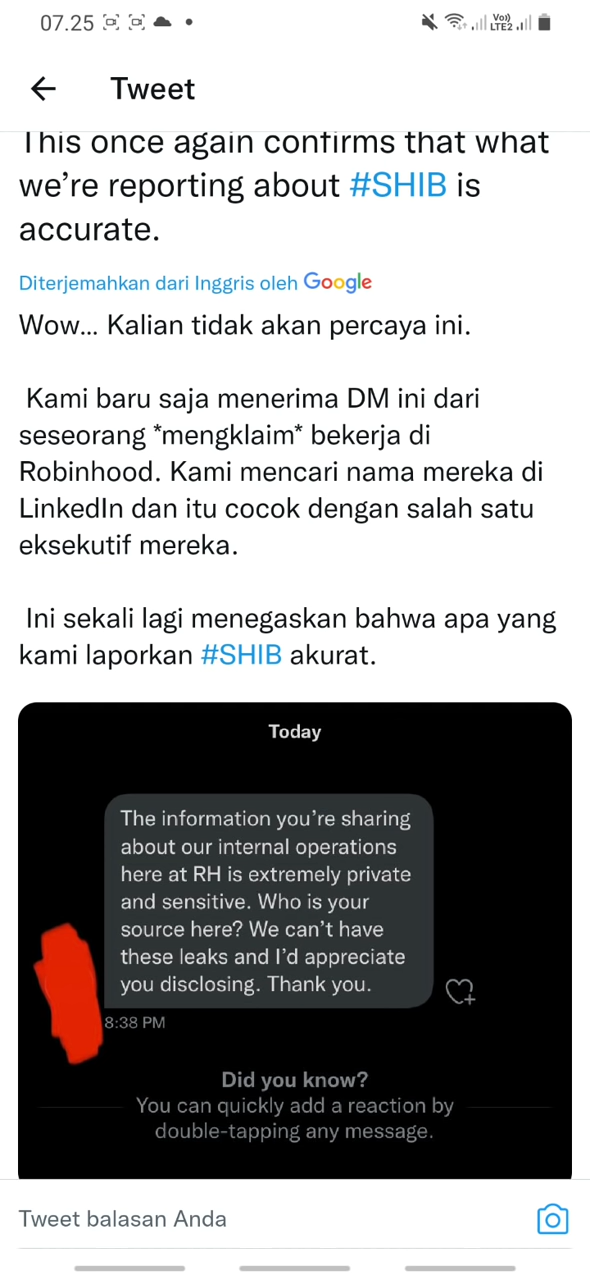 07.25
Vo))
LTE2
Tweet
This once again confirms that what
we’re reporting about #SHIB is
accurate.
Diterjemahkan dari Inggris oleh Google
Wow... Kalian tidak akan percaya ini.
Kami baru saja menerima DM ini dari
seseorang *mengklaim* bekerja di
Robinhood. Kami mencari nama mereka di
LinkedIn dan itu cocok dengan salah satu
eksekutif mereka.
Ini sekali lagi menegaskan bahwa apa yang
kami laporkan #SHIB akurat.
Today
The information you’re sharing
about our internal operations
here at RH is extremely private
and sensitive. Who is your
source here? We can’t have
these leaks and I’d appreciate
you disclosing. Thank you.
8:38 PM
Did you know?
You can quickly add a reaction by
double-tapping any message.
Tweet balasan Anda